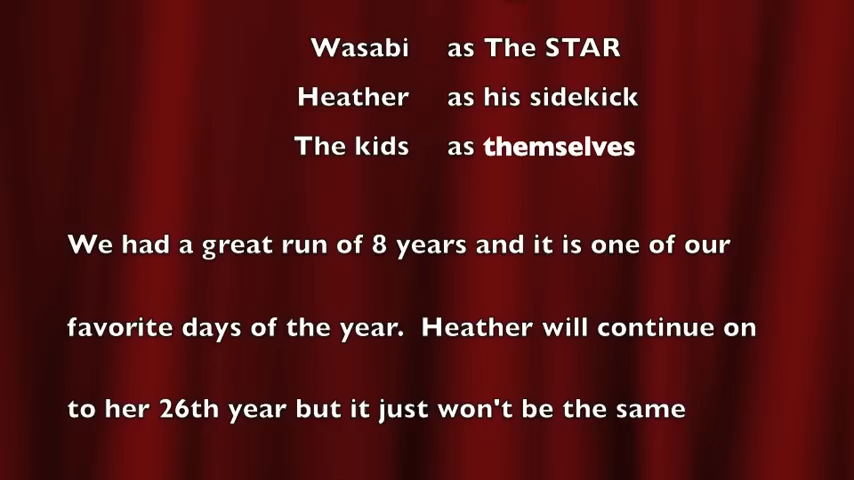 Wasabi as The STAR
Heather as his sidekick
The kids as themselves
We had a great run of 8 years and it is one of our
favorite days of the year.  Heather will continue on
to her 26th year but it just won't be the same